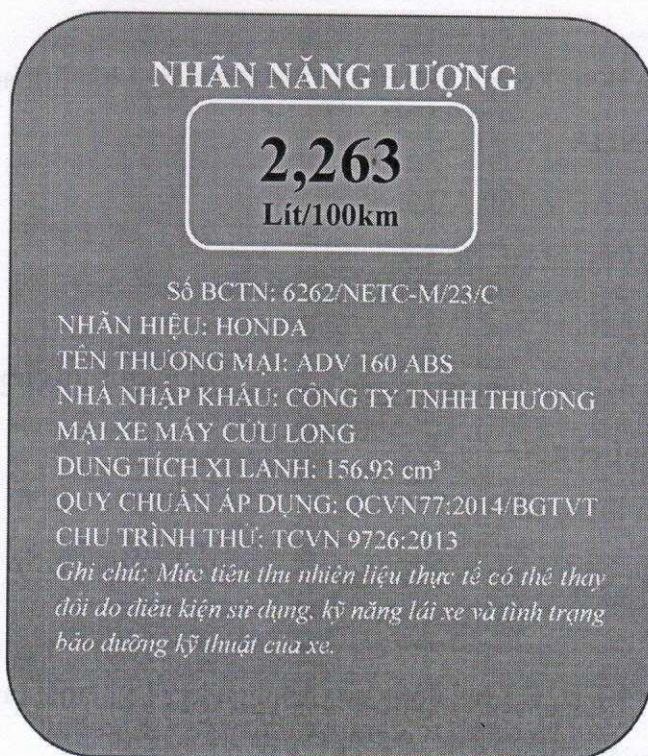 NHÃN NĂNG LƯỢNG
2,263
Lít/100km
Số BCTN: 6262/NETC-M/23/C
NHÃN HIỆU: HONDA
TÊN THƯƠNG MẠI: ADV 160 ABS
NHÀ NHẬP KHẨU: CÔNG TY TNHH THƯƠNG
MẠI XE MÁY CỬU LONG
DUNG TÍCH XI LANH: 156,93 cm³
QUY CHUẨN ÁP DỤNG: QCVN77:2014/BGTVT
CHU TRÌNH THỬ: TCVN 9726:2013
Ghi chú: Mức tiêu thu nhiên liệu thực tế có thể thay
đổi do điều kiện sử dụng, kỹ năng lái xe và tình trạng
bảo dưỡng kỹ thuật của xe.